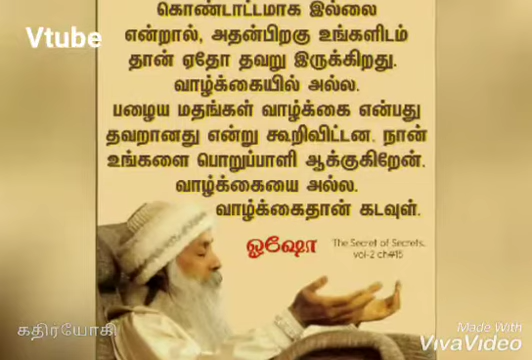 கொண்டாட்டமாக இல்லை
Vtube
என்றால், அதன்பிறகு உங்களிடம்
தான் ஏதோ தவறு இருக்கிறது.
வாழ்க்கையில் அல்ல.
பழைய மதங்கள் வாழ்க்கை என்பது
தவறானது என்று கூறிவிட்டன. நான்
உங்களை பொறுப்பாளி ஆக்குகிறேன்.
வாழ்க்கையை அல்ல.
வாழ்க்கைதான் கடவுள்.
ஓஷோ
The Secret of Secrets.
vol-2 ch#15
கதிரயோகி
Made With
VivaVideo